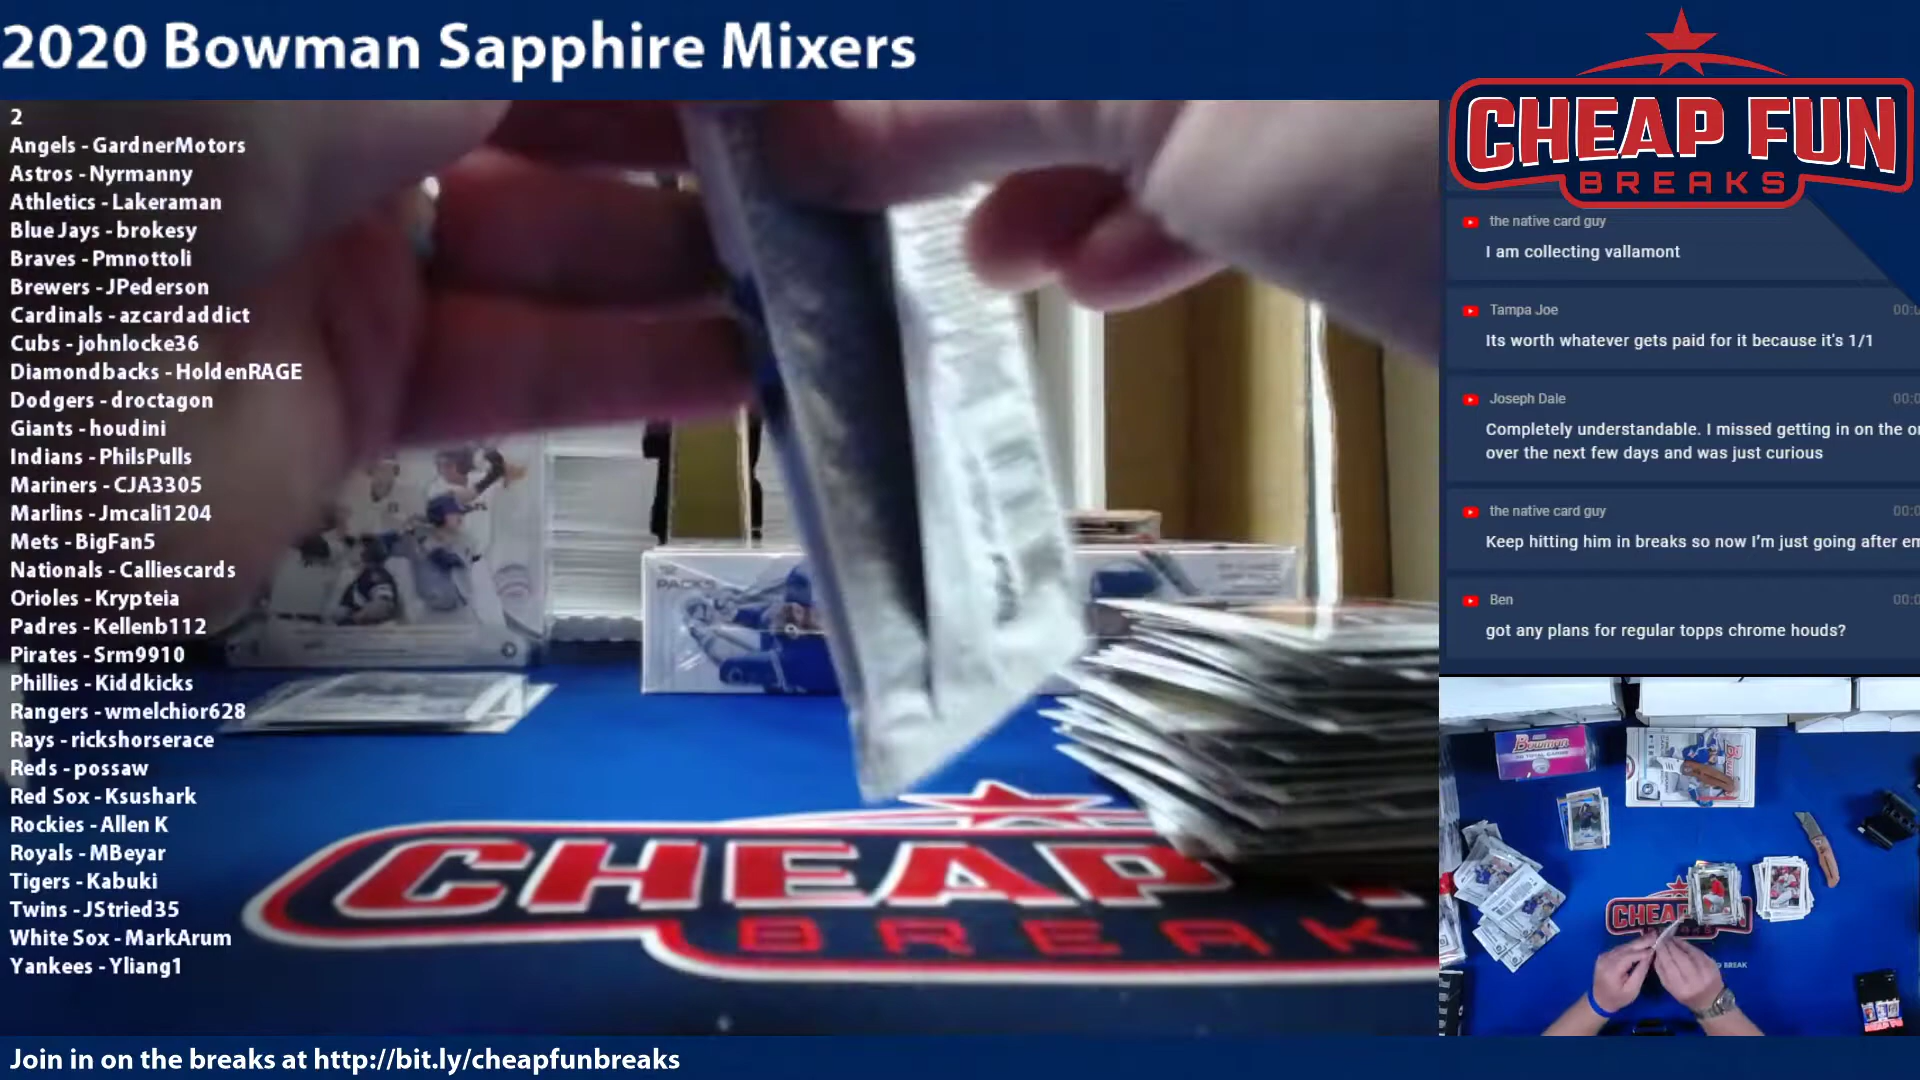 2020 Bowman Sapphire Mixers
CHEAP FUN
BREAKS
2
Angels - GardnerMotors
Astros - Nyrmanny
Athletics - Lakeraman
Blue Jays - brokesy
Braves - Pmnottoli
Brewers - JPederson
Cardinals - azcardaddict
Cubs - johnlocke36
Diamondbacks - HoldenRAGE
Dodgers - droctagon
Giants - houdini
Indians - PhilsPulls
Mariners - CJA3305
Marlins - Jmcali1204
Mets - BigFan5
Nationals - Calliescards
Orioles - Krypteia
Padres - Kellenb112
Pirates - Srm9910
Phillies - Kiddkicks
Rangers - wmelchior628
Rays - rickshorserace
Reds - possaw
Red Sox - Ksushark
Rockies - Allen K
Royals - MBeyar
Tigers - Kabuki
Twins - JStried35
White Sox - MarkArum
Yankees - Yliang1
PACKS
CHEAP
BREAK
the native card guy
I am collecting vallamont
Tampa Joe
Its worth whatever gets paid for it because it's 1/1
Joseph Dale
Completely understandable. I missed getting in on the
over the next few days and was just curious
the native card guy
Keep hitting him in breaks so now I'm just going after
Ben
got any plans for regular topps chrome houds?
Bowman
CHEA
BREAK
Join in on the breaks at http://bit.ly/cheapfunbreaks